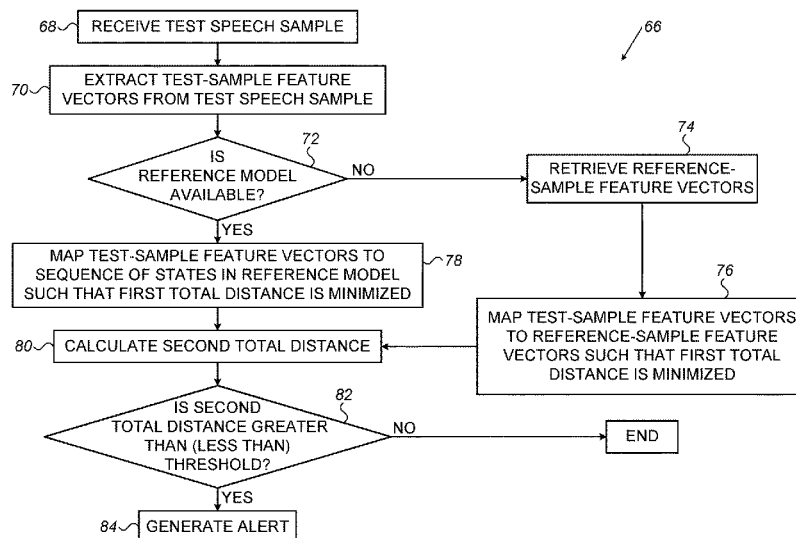 68
RECEIVE TEST SPEECH SAMPLE
66
70
EXTRACT TEST-SAMPLE FEATURE
VECTORS FROM TEST SPEECH SAMPLE
72
IS
REFERENCE MODEL
AVAILABLE?
NO
YES
74
RETRIEVE REFERENCE-
SAMPLE FEATURE VECTORS
MAP TEST-SAMPLE FEATURE VECTORS TO
SEQUENCE OF STATES IN REFERENCE MODEL
SUCH THAT FIRST TOTAL DISTANCE IS MINIMIZED
78
76
MAP TEST-SAMPLE FEATURE VECTORS
TO REFERENCE-SAMPLE FEATURE
VECTORS SUCH THAT FIRST TOTAL
DISTANCE IS MINIMIZED
80
CALCULATE SECOND TOTAL DISTANCE
82
IS SECOND
TOTAL DISTANCE GREATER
THAN (LESS THAN)
THRESHOLD?
NO
END
YES
84
GENERATE ALERT